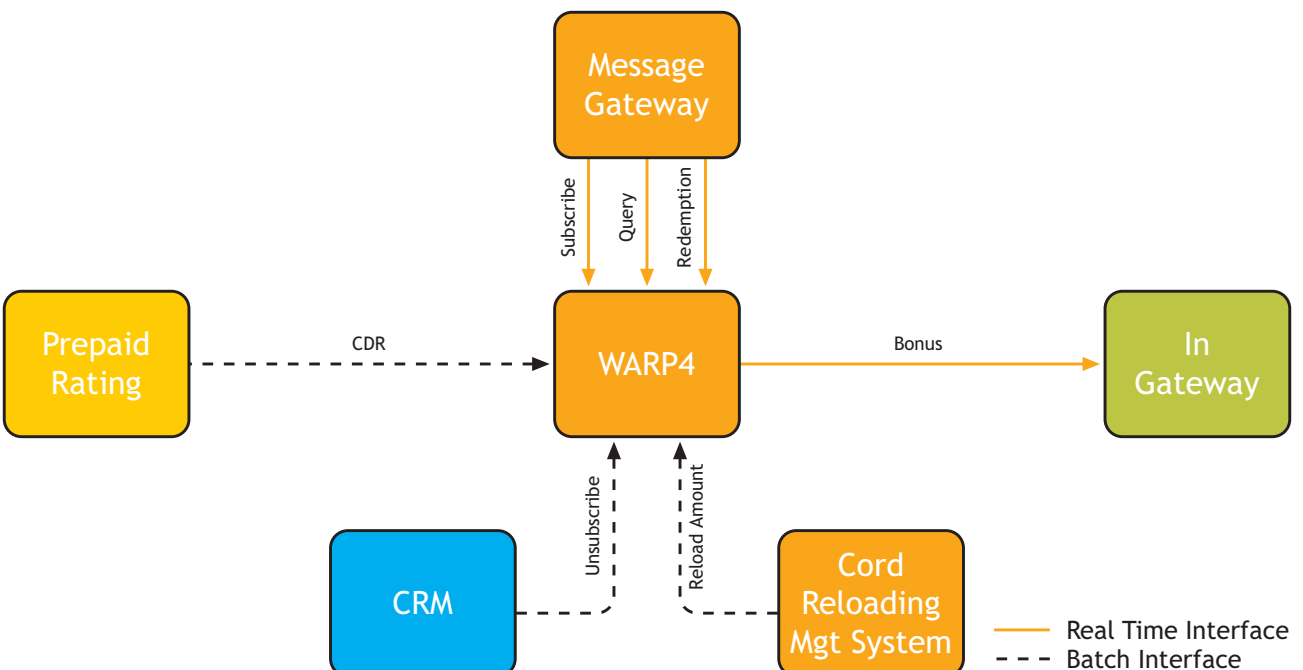 Message
Gateway
Subscribe
Query
Redemption
Prepaid
Rating
CDR
WARP4
Bonus
In
Gateway
Unsubscribe
Reload Amount
CRM
Cord
Reloading
Mgt System
Real Time Interface
Batch Interface